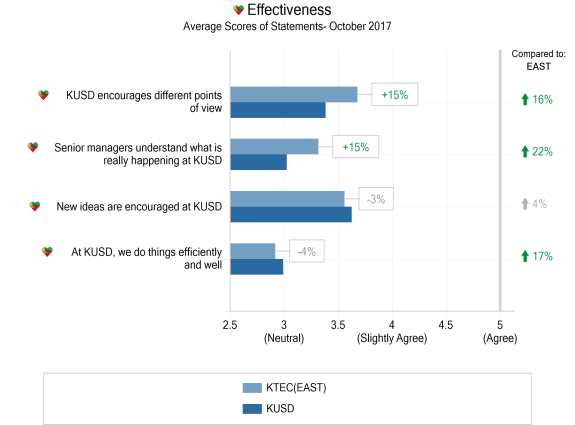 Effectiveness
Average Scores of Statements- October 2017
Compared to:
EAST
KUSD encourages different points
of view
+15%
16%
Senior managers understand what is
really happening at KUSD
+15%
22%
New ideas are encouraged at KUSD
-3%
4%
At KUSD, we do things efficiently
and well
-4%
17%
2.5 3 3.5 4 4.5 5
(Neutral) (Slightly Agree) (Agree)
KTEC(EAST)
KUSD